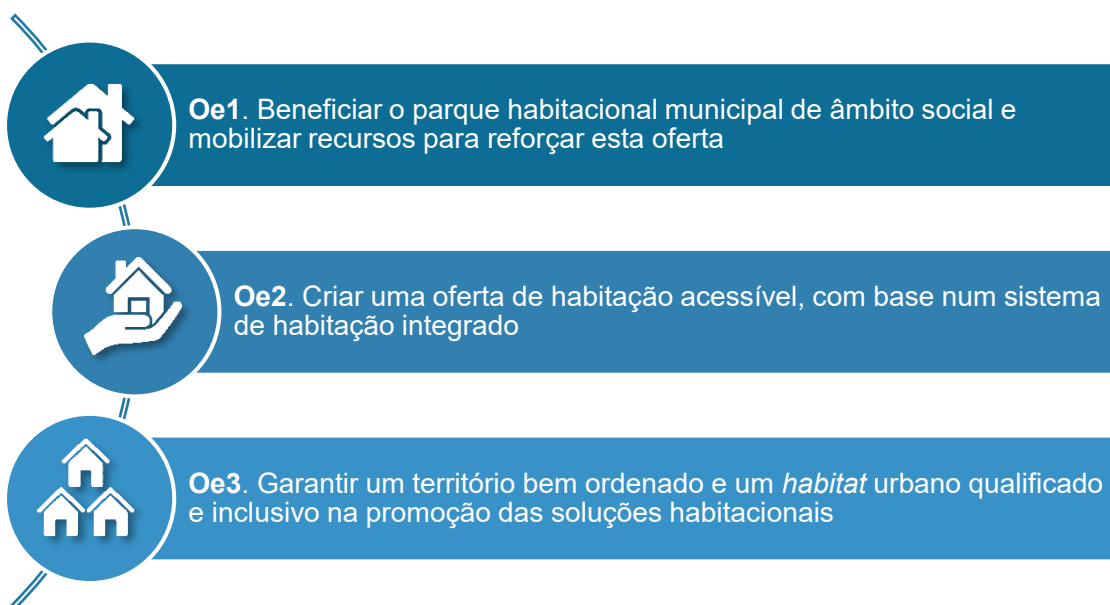 Oe1. Beneficiar o parque habitacional municipal de âmbito social e
mobilizar recursos para reforçar esta oferta
Oe2. Criar uma oferta de habitação acessível, com base num sistema
de habitação integrado
Oe3. Garantir um território bem ordenado e um habitat urbano qualificado
e inclusivo na promoção das soluções habitacionais